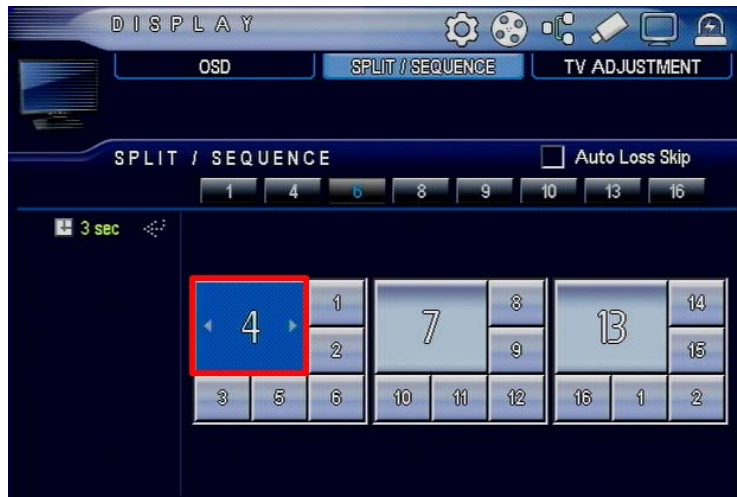 DISPLAY
OSD SPLIT / SEQUENCE TV ADJUSTMENT
SPLIT / SEQUENCE Auto Loss Skip
1 4 6 8 9 10 13 16
3 sec
4 1 7 8 13 14
2 9 15
3 5 6 10 11 12 16 1 2